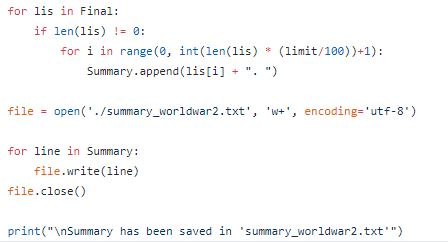 for lis in Final:
    if len(lis) != 0:
        for i in range(0, int(len(lis) * (limit/100))+1):
            Summary.append(lis[i] + ". ")

file = open('./summary_worldwar2.txt', 'w+', encoding='utf-8')

for line in Summary:
    file.write(line)
file.close()

print("\nSummary has been saved in 'summary_worldwar2.txt'")